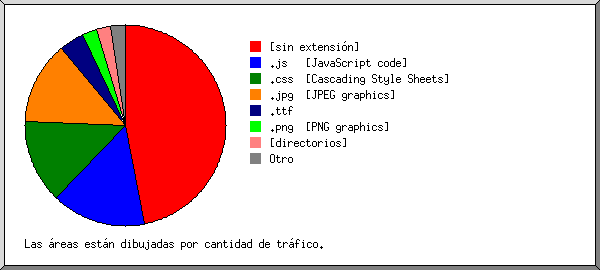 [sin extensión]
.js [JavaScript code]
.css [Cascading Style Sheets]
.jpg [JPEG graphics]
.ttf
.png [PNG graphics]
[directorios]
Otro
Las áreas están dibujadas por cantidad de tráfico.